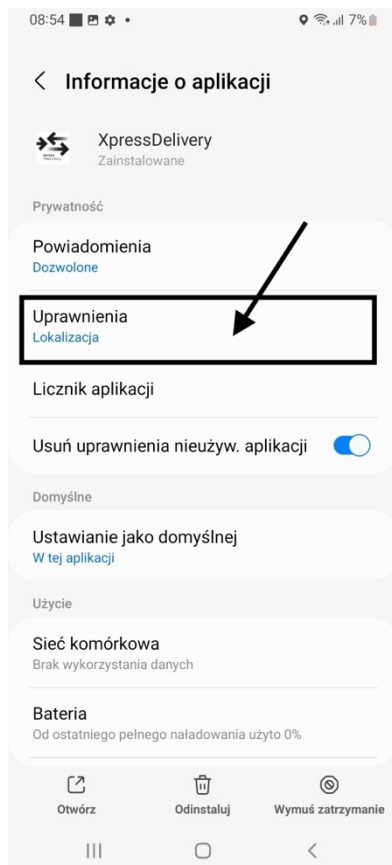 08:54
7%
Informacje o aplikacji
XpressDelivery
Zainstalowane
Prywatność
Powiadomienia
Dozwolone
Uprawnienia
Lokalizacja
Licznik aplikacji
Usuń uprawnienia nieużyw. aplikacji
Domyślne
Ustawianie jako domyślnej
W tej aplikacji
Użycie
Sieć komórkowa
Brak wykorzystania danych
Bateria
Od ostatniego pełnego naładowania użyto 0%
Otwórz
Odinstaluj
Wymuś zatrzymanie